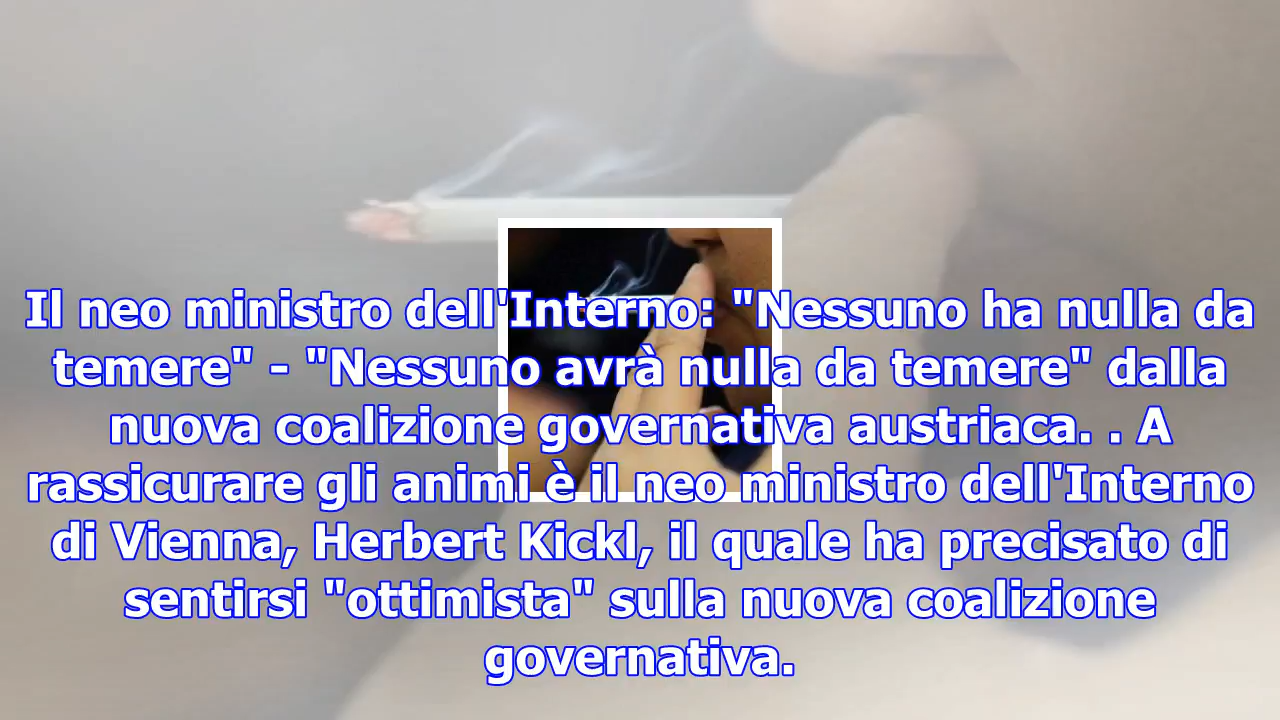 Il neo ministro dell'Interno: "Nessuno ha nulla da
temere" - "Nessuno avrà nulla da temere" dalla
nuova coalizione governativa austriaca. . A
rassicurare gli animi è il neo ministro dell'Interno
di Vienna, Herbert Kickl, il quale ha precisato di
sentirsi "ottimista" sulla nuova coalizione
governativa.